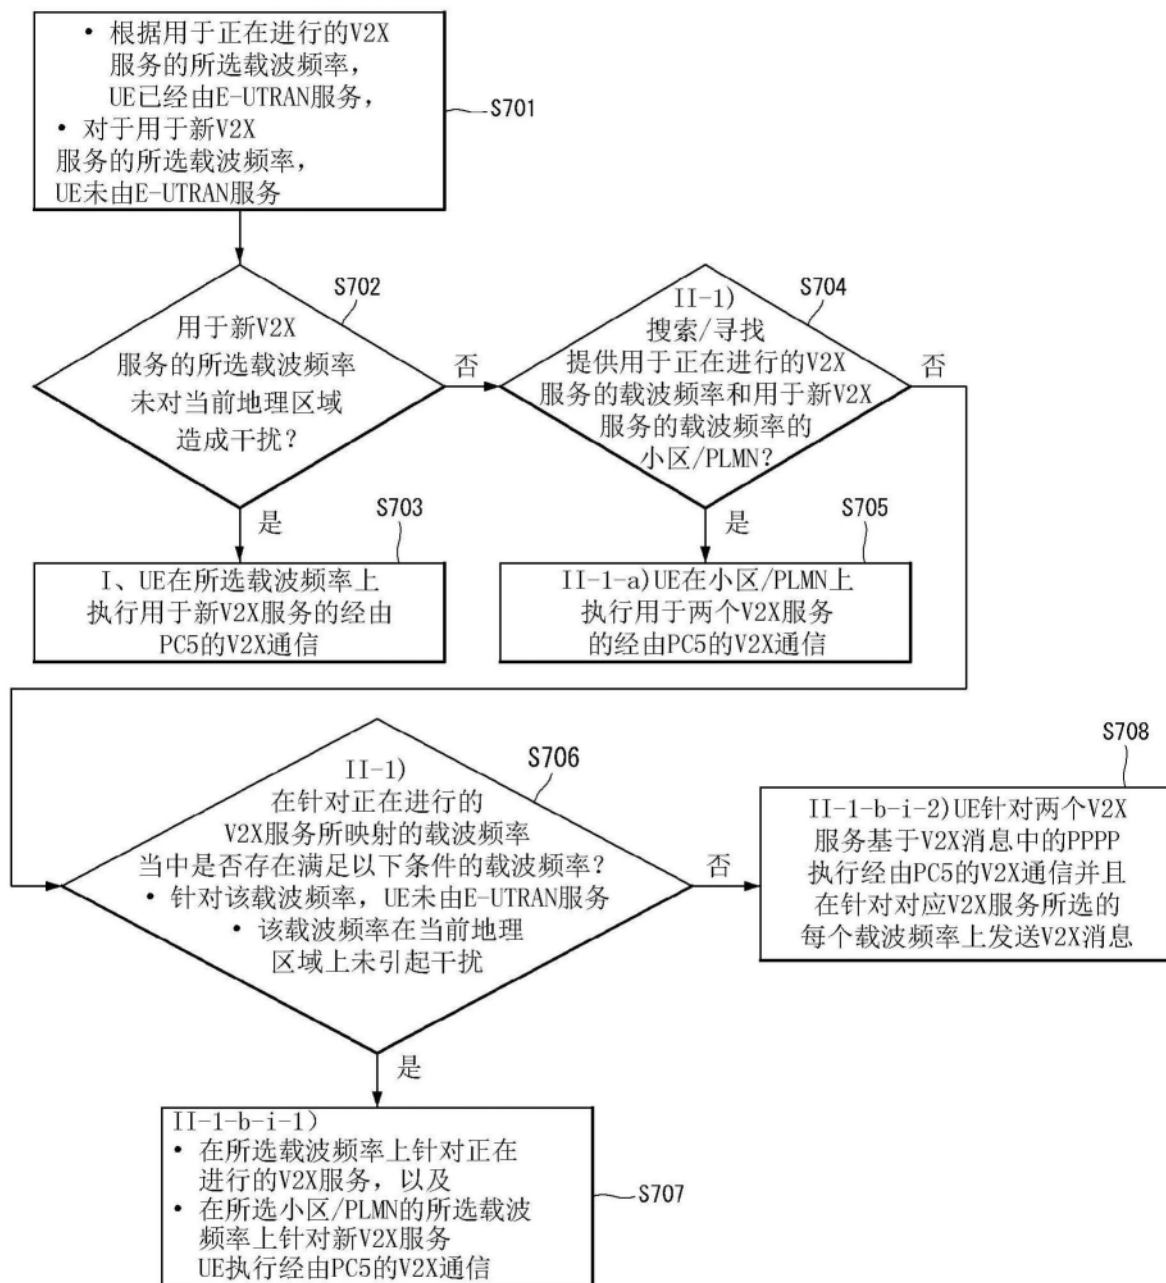 • 根据用于正在进行的V2X
服务的所选载波频率，
UE已经由E-UTRAN服务，
• 对于用于新V2X
服务的所选载波频率，
UE未由E-UTRAN服务
S701
S702
用于新V2X
服务的所选载波频率
未对当前地理区域
造成干扰？
否
是
S703
I、UE在所选载波频率上
执行用于新V2X服务的经由
PC5的V2X通信
S704
II-1)
搜索/寻找
提供用于正在进行的V2X
服务的载波频率和用于新V2X
服务的载波频率的
小区/PLMN？
否
是
S705
II-1-a)UE在小区/PLMN上
执行用于两个V2X服务
的经由PC5的V2X通信
S706
II-1)
在针对正在进行的
V2X服务所映射的载波频率
当中是否存在满足以下条件的载波频率？
• 针对该载波频率，UE未由E-UTRAN服务
• 该载波频率在当前地理
区域上未引起干扰
否
是
S708
II-1-b-i-2)UE针对两个V2X
服务基于V2X消息中的PPPP
执行经由PC5的V2X通信并且
在针对对应V2X服务所选的
每个载波频率上发送V2X消息
II-1-b-i-1)
• 在所选载波频率上针对正在
进行的V2X服务，以及
• 在所选小区/PLMN的所选载波
频率上针对新V2X服务
UE执行经由PC5的V2X通信
S707